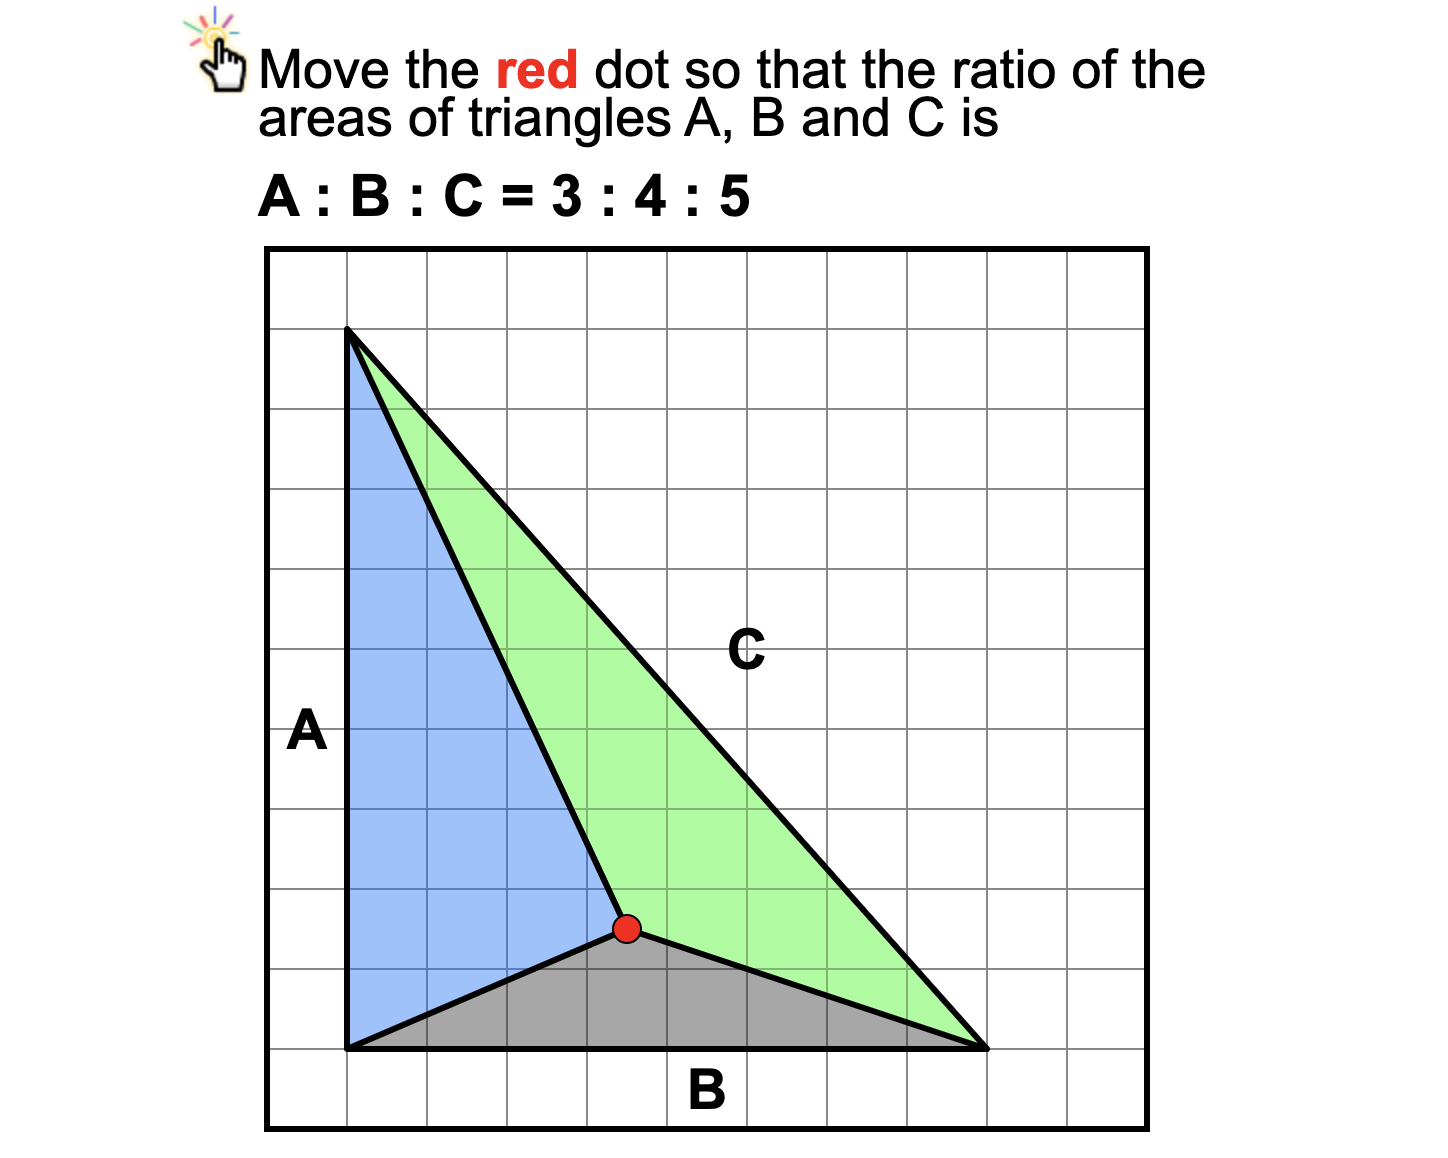 Move the red dot so that the ratio of the
areas of triangles A, B and C is
A : B : C = 3 : 4 : 5
C
A
B